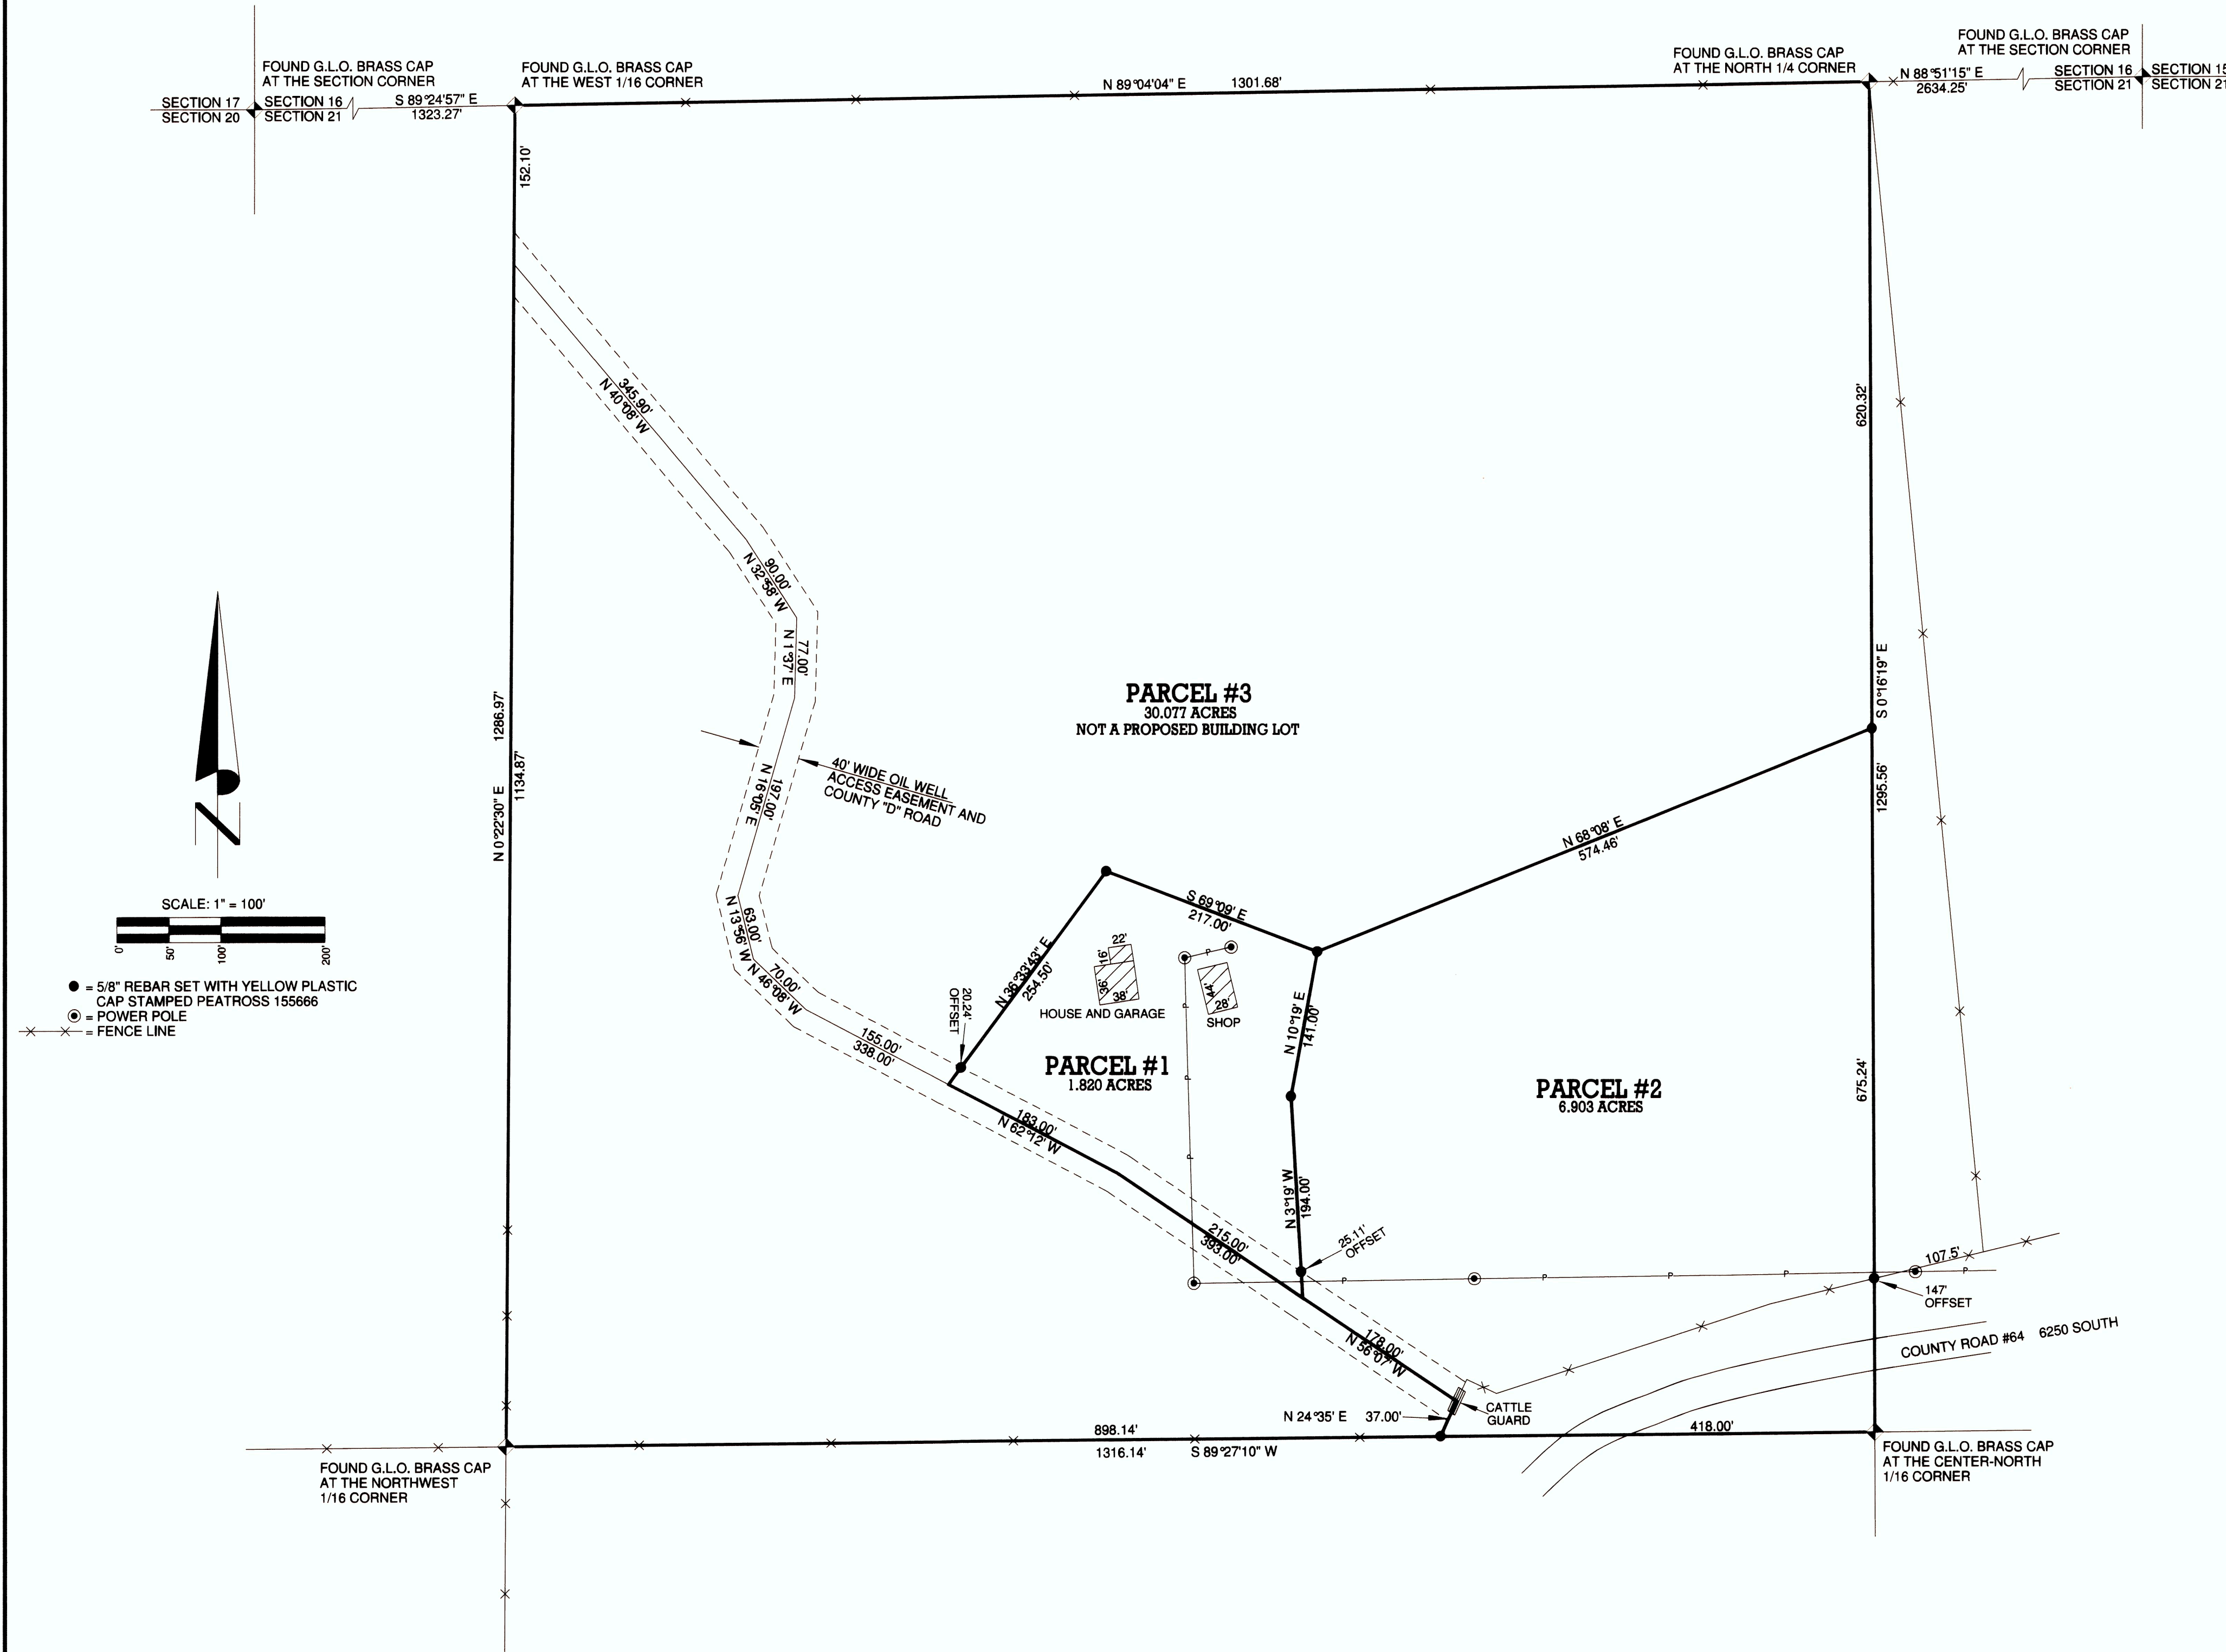 FOUND G.L.O. BRASS CAP
AT THE SECTION CORNER
SECTION 17
SECTION 20
SECTION 16
SECTION 21
S 89°24'57" E
1323.27'
FOUND G.L.O. BRASS CAP
AT THE WEST 1/16 CORNER
N 89°04'04" E 1301.68'
FOUND G.L.O. BRASS CAP
AT THE NORTH 1/4 CORNER
N 88°51'15" E
2634.25'
FOUND G.L.O. BRASS CAP
AT THE SECTION CORNER
SECTION 16
SECTION 21
SECTION 15
SECTION 21
152.10'
345.90'
N 40°08' W
90.00'
N 32°58' W
77.00'
N 1°37' E
197.00'
N 16°05' E
63.00'
N 13°56' W
70.00'
N 46°08' W
155.00'
338.00'
40' WIDE OIL WELL
ACCESS EASEMENT AND
COUNTY "D" ROAD
N 0°22'30" E 1286.97'
1134.87'
PARCEL #3
30.077 ACRES
NOT A PROPOSED BUILDING LOT
620.32'
S 0°16'19" E
1295.56'
675.24'
N 68°08' E
574.46'
S 69°09' E
217.00'
N 36°33'43" E
254.50'
20.24'
OFFSET
22'
16'
36'
38'
HOUSE AND GARAGE
44'
28'
SHOP
P
P
P
P
N 10°19' E
141.00'
PARCEL #1
1.820 ACRES
PARCEL #2
6.903 ACRES
183.00'
N 62°12' W
N 3°19' W
194.00'
25.11'
OFFSET
215.00'
393.00'
P
P
P
P
P
107.5'
147'
OFFSET
178.00'
N 56°07' W
COUNTY ROAD #64 6250 SOUTH
CATTLE
GUARD
N 24°35' E 37.00'
898.14'
1316.14' S 89°27'10" W
418.00'
FOUND G.L.O. BRASS CAP
AT THE NORTHWEST
1/16 CORNER
FOUND G.L.O. BRASS CAP
AT THE CENTER-NORTH
1/16 CORNER
N
SCALE: 1" = 100'
0'
50'
100'
200'
= 5/8" REBAR SET WITH YELLOW PLASTIC
CAP STAMPED PEATROSS 155666
= POWER POLE
= FENCE LINE